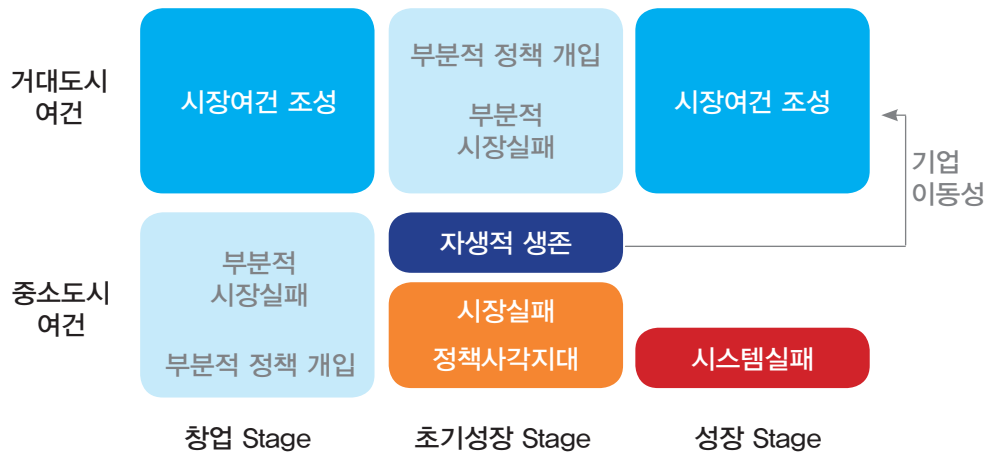 거대도시
여건
시장여건 조성
부분적 정책 개입
부분적
시장실패
시장여건 조성
기업
이동성
중소도시
여건
부분적
시장실패
부분적 정책 개입
자생적 생존
시장실패
정책사각지대
시스템실패
창업 Stage
초기성장 Stage
성장 Stage